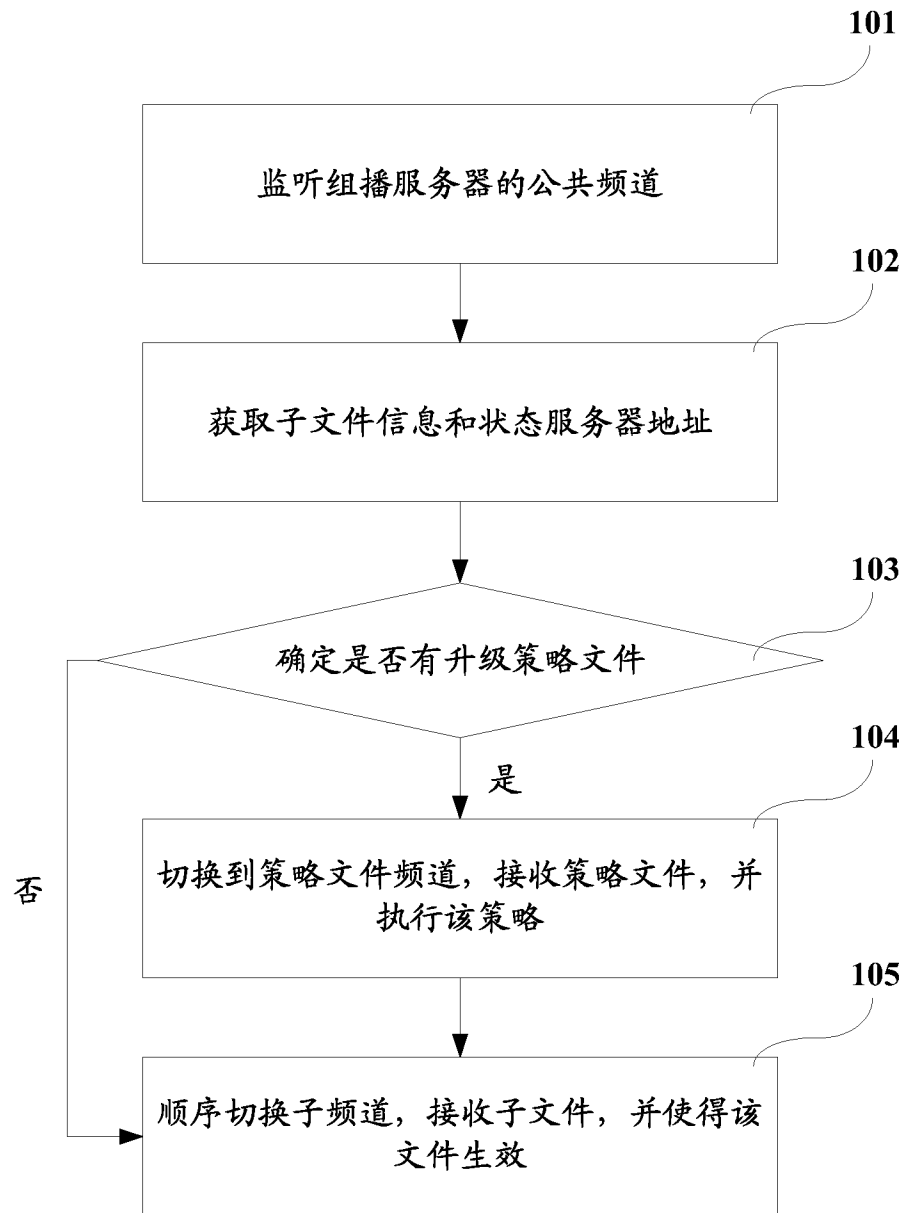 101
监听组播服务器的公共频道
102
获取子文件信息和状态服务器地址
103
确定是否有升级策略文件
104
是
切换到策略文件频道，接收策略文件，并
执行该策略
否
105
顺序切换子频道，接收子文件，并使得该
文件生效